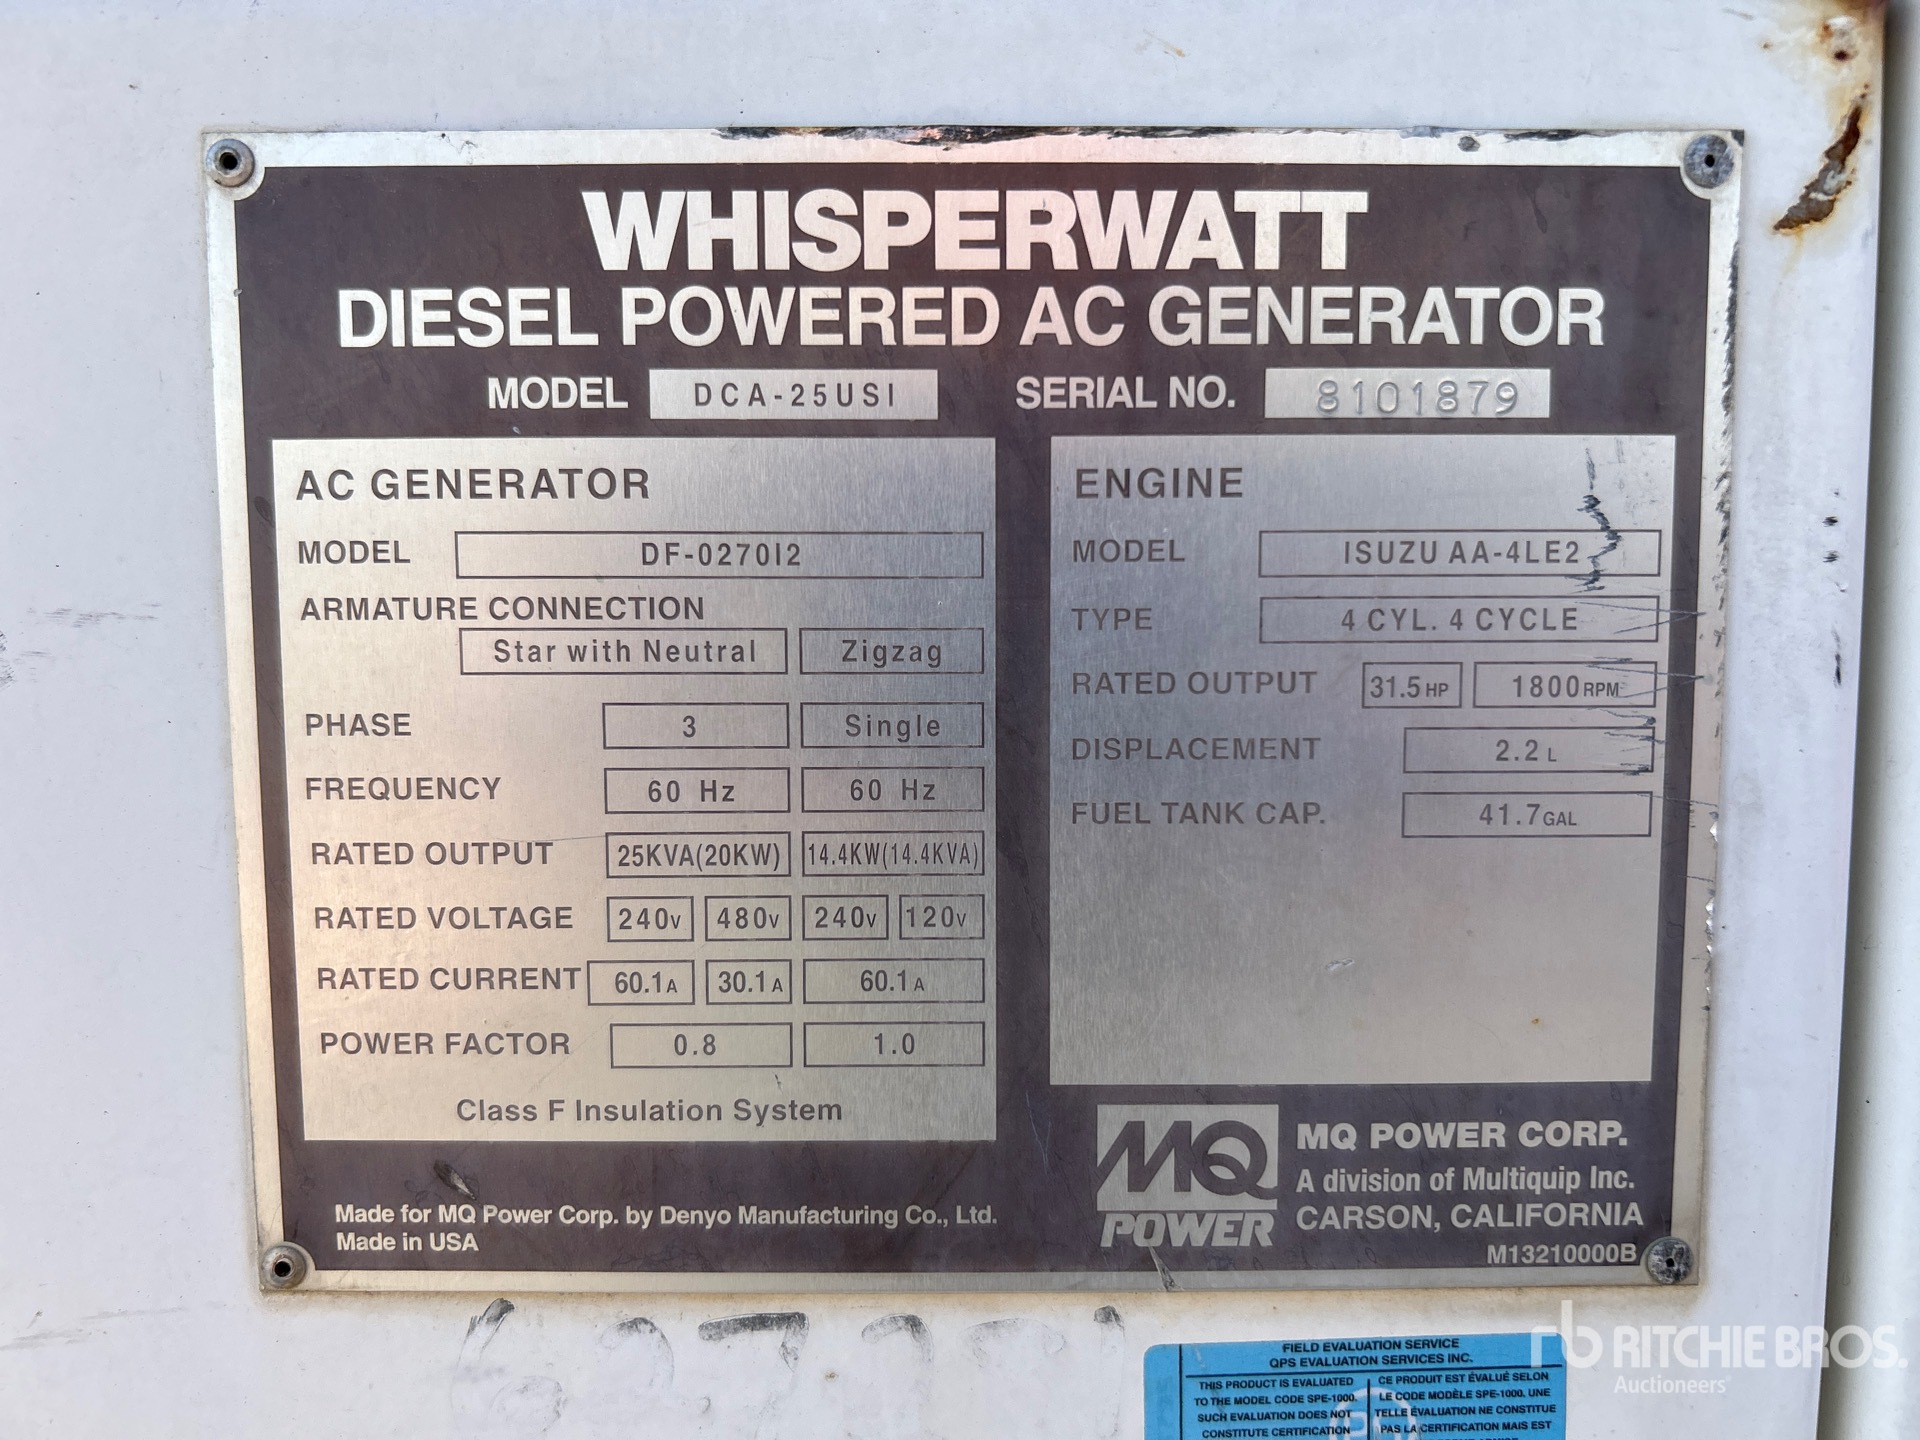 WHISPERWATT
DIESEL POWERED AC GENERATOR
MODEL DCA-25USI SERIAL NO. 8101879
AC GENERATOR
MODEL DF-0270I2
ARMATURE CONNECTION
Star with Neutral Zigzag
PHASE 3 Single
FREQUENCY 60 Hz 60 Hz
RATED OUTPUT 25KVA(20KW) 14.4KW(14.4KVA)
RATED VOLTAGE 240V 480V 240V 120V
RATED CURRENT 60.1A 30.1A 60.1A
POWER FACTOR 0.8 1.0
Class F Insulation System
ENGINE
MODEL ISUZU AA-4LE2
TYPE 4 CYL. 4 CYCLE
RATED OUTPUT 31.5HP 1800RPM
DISPLACEMENT 2.2L
FUEL TANK CAP. 41.7GAL
Made for MQ Power Corp. by Denyo Manufacturing Co., Ltd.
Made in USA
MQ
POWER
MQ POWER CORP.
A division of Multiquip Inc.
CARSON, CALIFORNIA
M13210000B
FIELD EVALUATION SERVICE
QPS EVALUATION SERVICES INC.
THIS PRODUCT IS EVALUATED
TO THE MODEL CODE SPE-1000.
SUCH EVALUATION DOES NOT
CONSTITUTE CERTIFICATION
CE PRODUIT EST ÉVALUÉ SELON
LE CODE MODÈLE SPE-1000. UNE
TELLE ÉVALUATION NE CONSTITUE
PAS LA CERTIFICATION MAIS EST
rb RITCHIE BROS.
Auctioneers